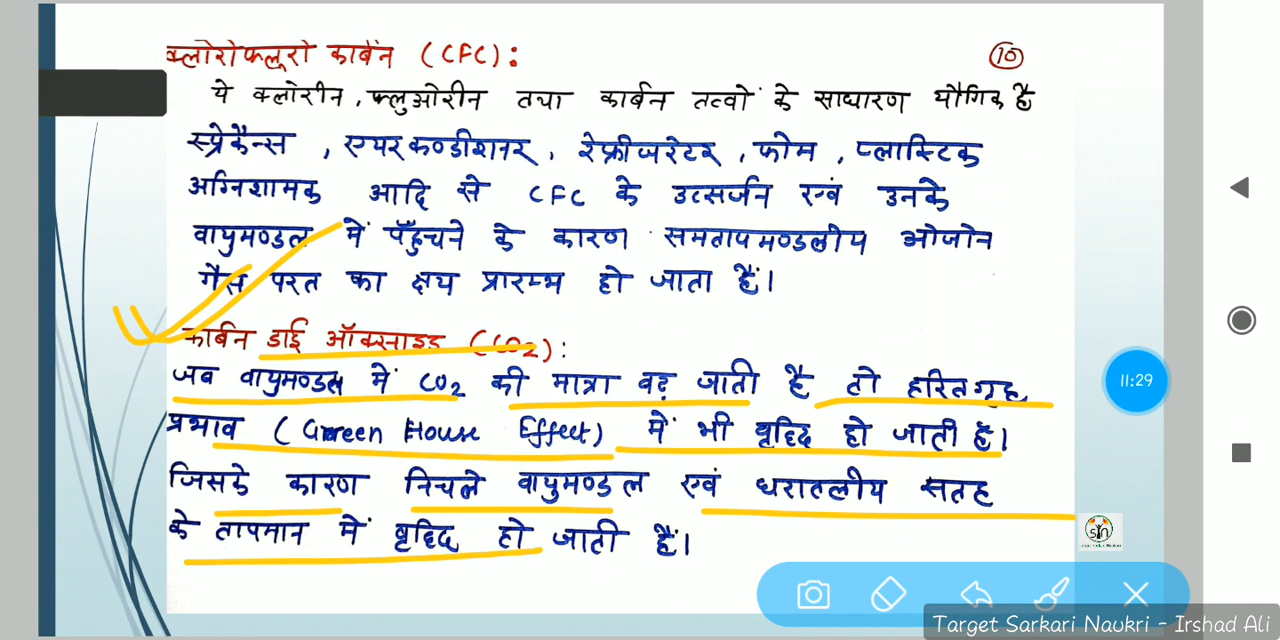 क्लोरोफ्लूरो कार्बन (CFC):
10
ये क्लोरीन, फ्लुओरीन तथा कार्बन तत्वों के साधारण यौगिक है
स्प्रेकैन्स, एयरकण्डीशनर, रेफ्रीजरेटर, फोम, प्लास्टिक
अग्निशामक आदि से CFC के उत्सर्जन एवं उनके
वायुमण्डल में पहुँचने के कारण समतापमण्डलीय ओजोन
गैस परत का क्षय प्रारम्भ हो जाता है।
कार्बन डाई ऑक्साइड (CO2):
जब वायुमण्डल में CO2 की मात्रा बढ़ जाती है तो हरितगृह
11:29
प्रभाव (Green House Effect) में भी वृद्धि हो जाती है।
जिसके कारण निचले वायुमण्डल एवं धरातलीय सतह
के तापमान में वृद्धि हो जाती है।
Target Sarkari Naukri - Irshad Ali